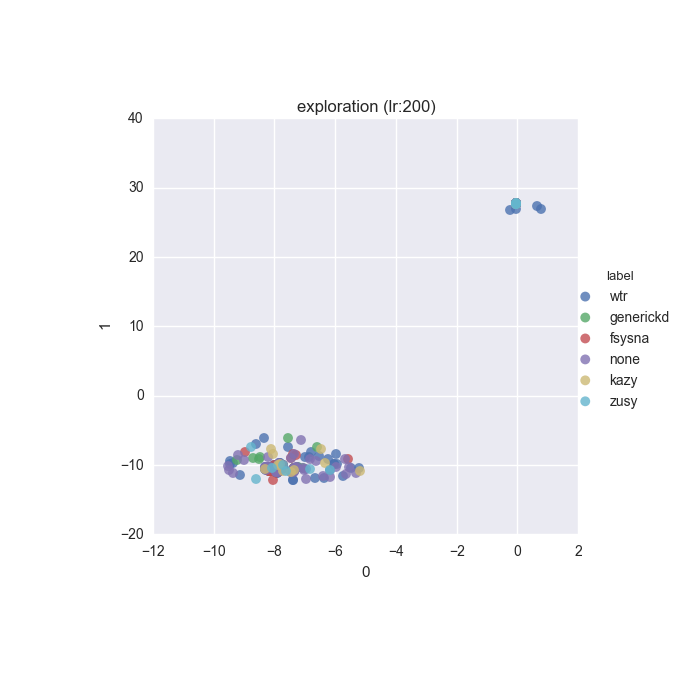 exploration (lr:200)
40
30
20
10
0
−10
−20
1
−12 −10 −8 −6 −4 −2 0 2
0
label
wtr
generickd
fsysna
none
kazy
zusy